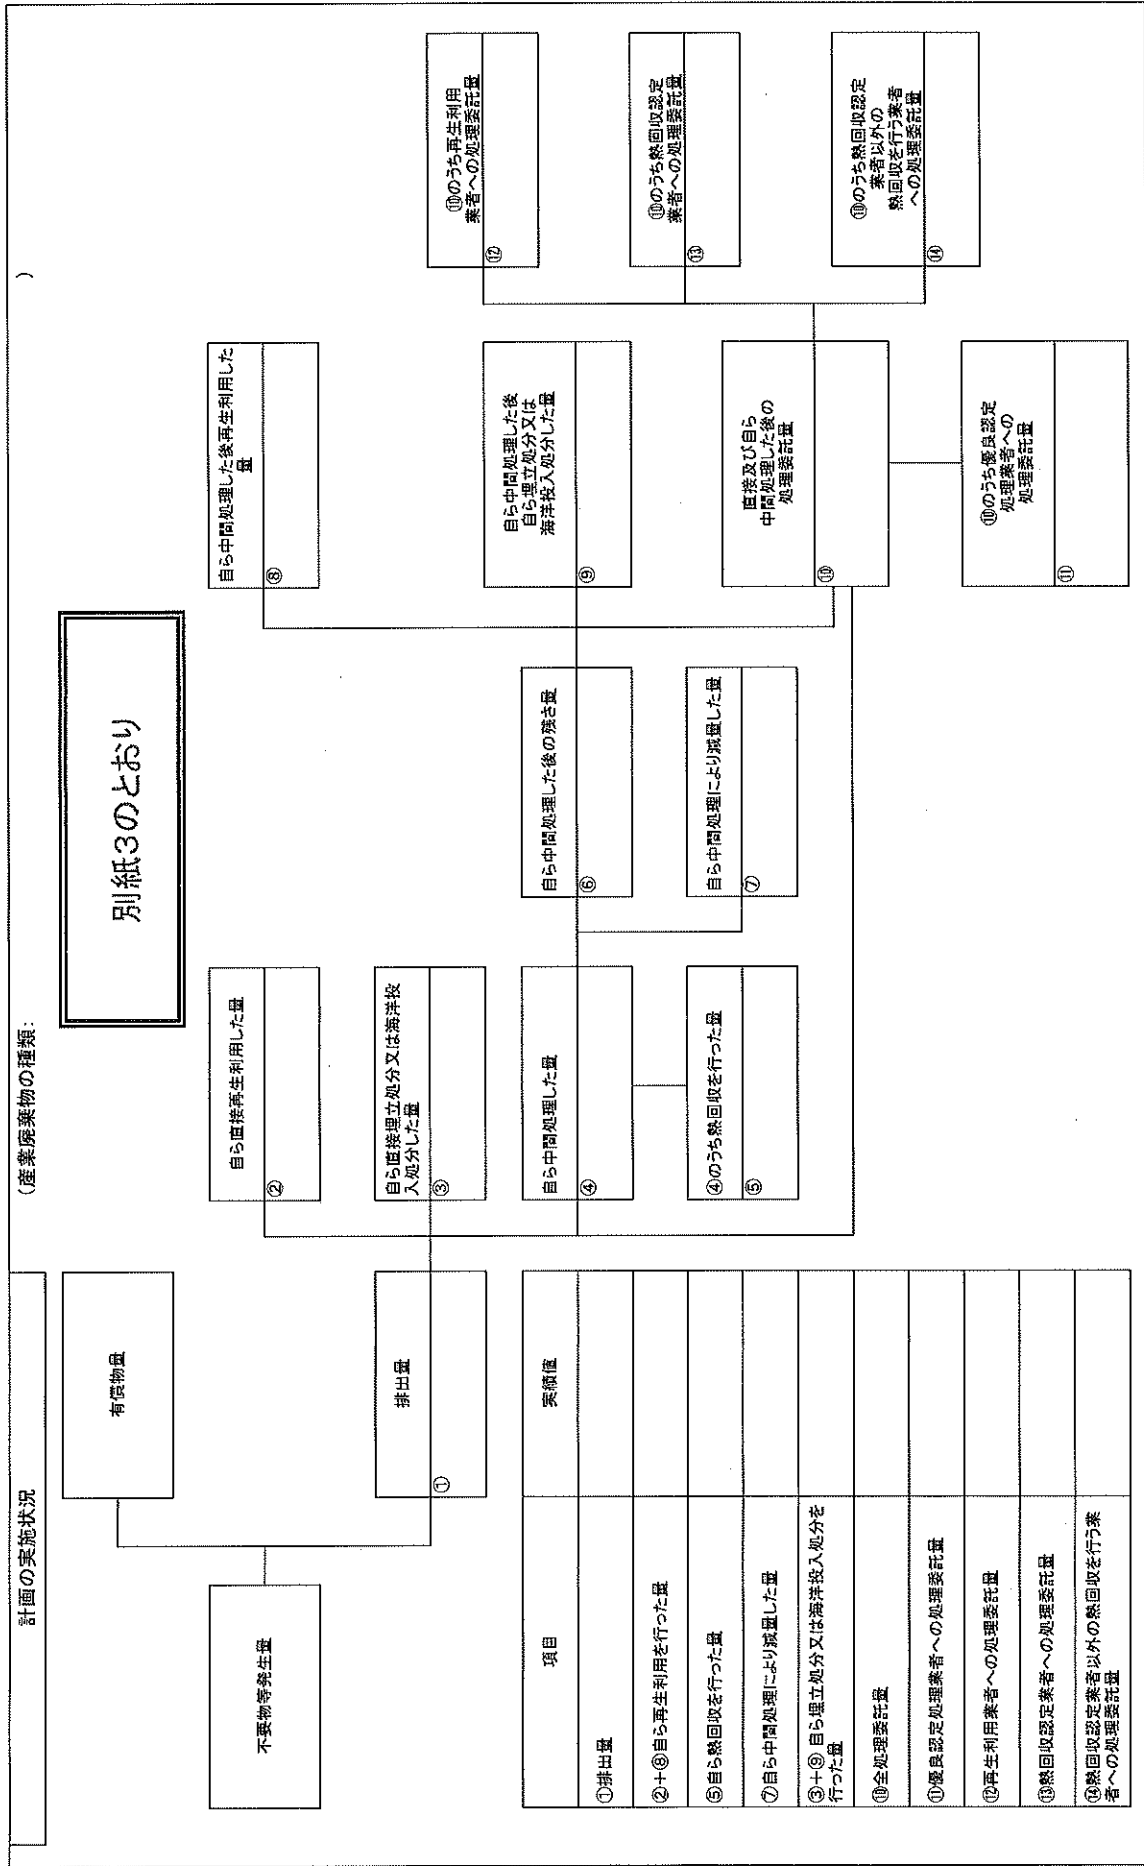 計画の実施状況
(産業廃棄物の種類:
)
別紙3のとおり
不要物等発生量
有償物量
排出量
①
自ら直接再生利用した量
②
自ら直接埋立処分又は海洋投
入処分した量
③
自ら中間処理した量
④
④のうち熱回収を行った量
⑤
自ら中間処理した後の残さ量
⑥
自ら中間処理により減量した量
⑦
自ら中間処理した後再生利用した
量
⑧
自ら中間処理した後
自ら埋立処分又は
海洋投入処分した量
⑨
直接及び自ら
中間処理した後の
処理委託量
⑩
⑩のうち優良認定
処理業者への
処理委託量
⑪
⑩のうち再生利用
業者への処理委託量
⑫
⑩のうち熱回収認定
業者への処理委託量
⑬
⑩のうち熱回収認定
業者以外の
熱回収を行う業者
への処理委託量
⑭
項目
実績値
①排出量
②+⑧自ら再生利用を行った量
⑤自ら熱回収を行った量
⑦自ら中間処理により減量した量
③+⑨ 自ら埋立処分又は海洋投入処分を
行った量
⑩全処理委託量
⑪優良認定処理業者への処理委託量
⑫再生利用業者への処理委託量
⑬熱回収認定業者への処理委託量
⑭熱回収認定業者以外の熱回収を行う業
者への処理委託量